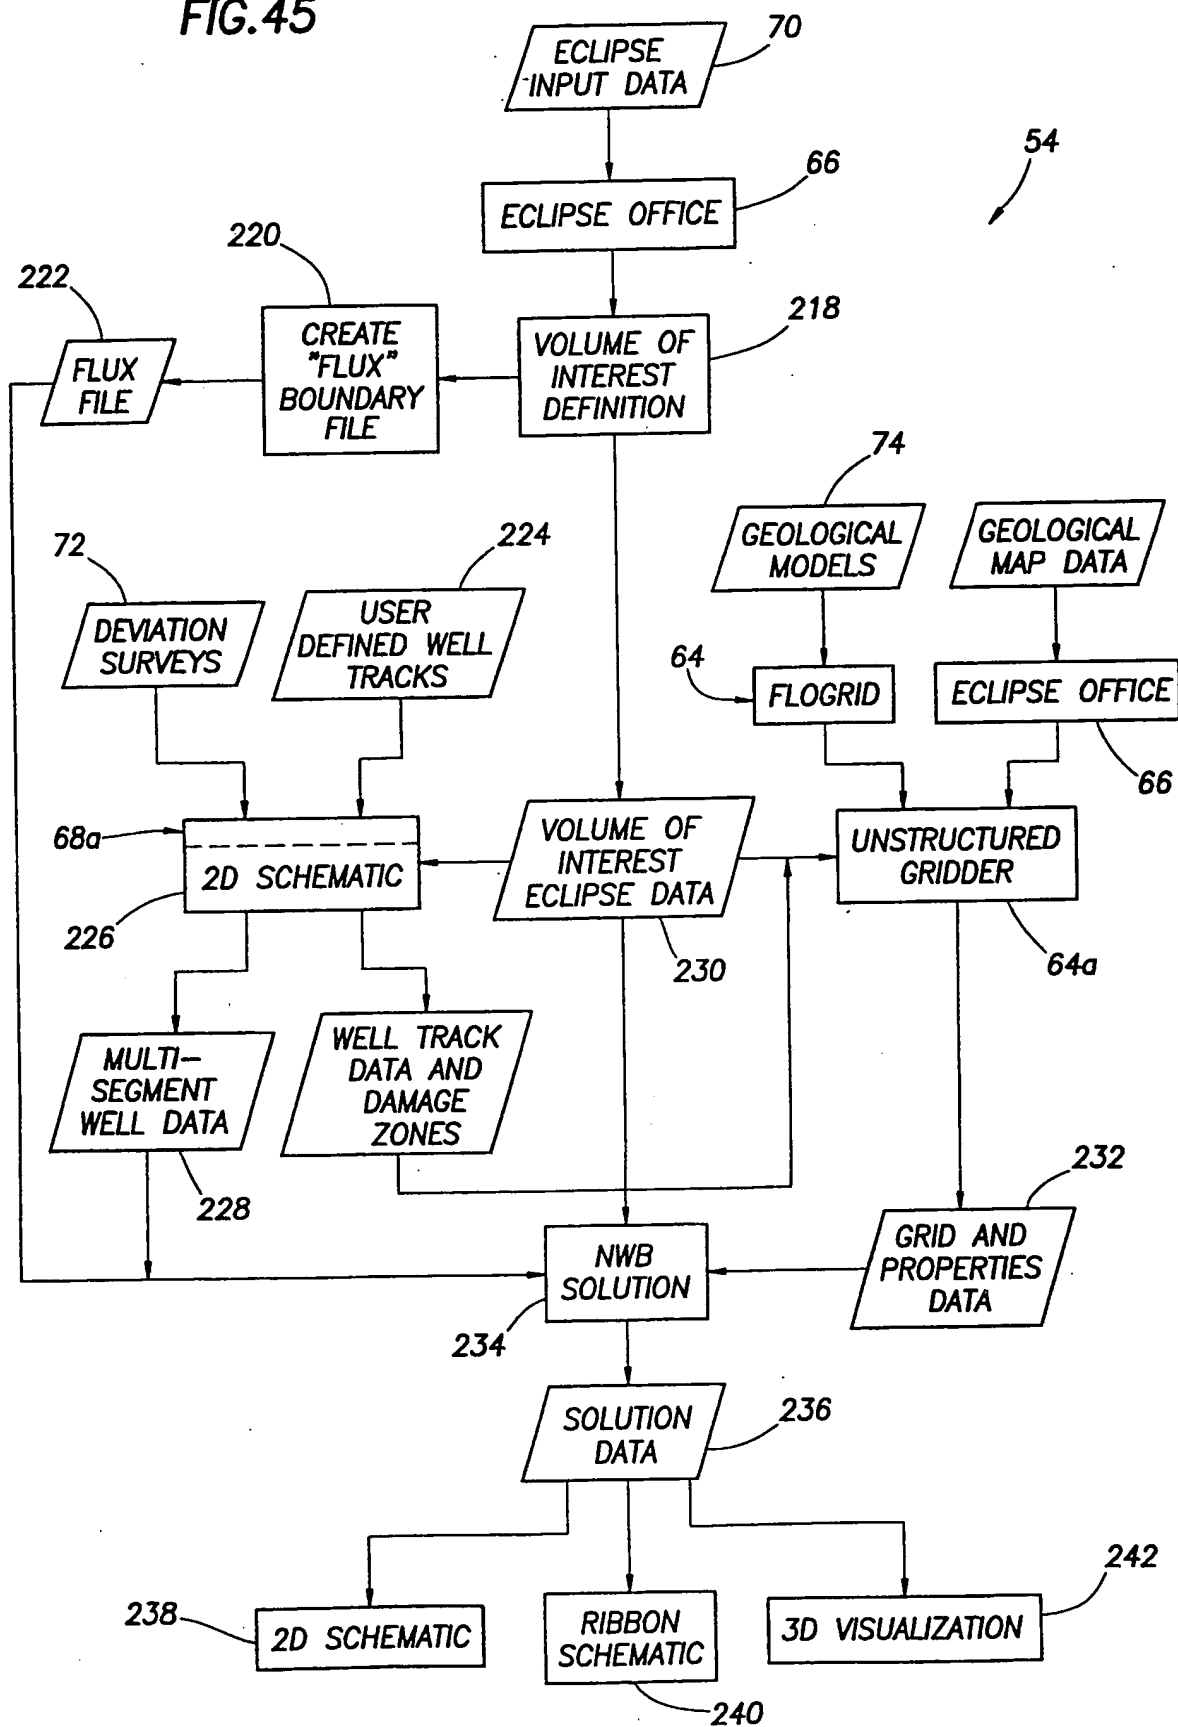 FIG.45
ECLIPSE
INPUT DATA
70
54
ECLIPSE OFFICE
66
220
222
CREATE
"FLUX"
BOUNDARY
FILE
VOLUME OF
INTEREST
DEFINITION
218
FLUX
FILE
74
72
224
GEOLOGICAL
MODELS
GEOLOGICAL
MAP DATA
DEVIATION
SURVEYS
USER
DEFINED WELL
TRACKS
64
FLOGRID
ECLIPSE OFFICE
66
68a
2D SCHEMATIC
226
VOLUME OF
INTEREST
ECLIPSE DATA
230
UNSTRUCTURED
GRIDDER
64a
MULTI-
SEGMENT
WELL DATA
228
WELL TRACK
DATA AND
DAMAGE
ZONES
232
GRID AND
PROPERTIES
DATA
NWB
SOLUTION
234
SOLUTION
DATA
236
238
2D SCHEMATIC
RIBBON
SCHEMATIC
240
3D VISUALIZATION
242